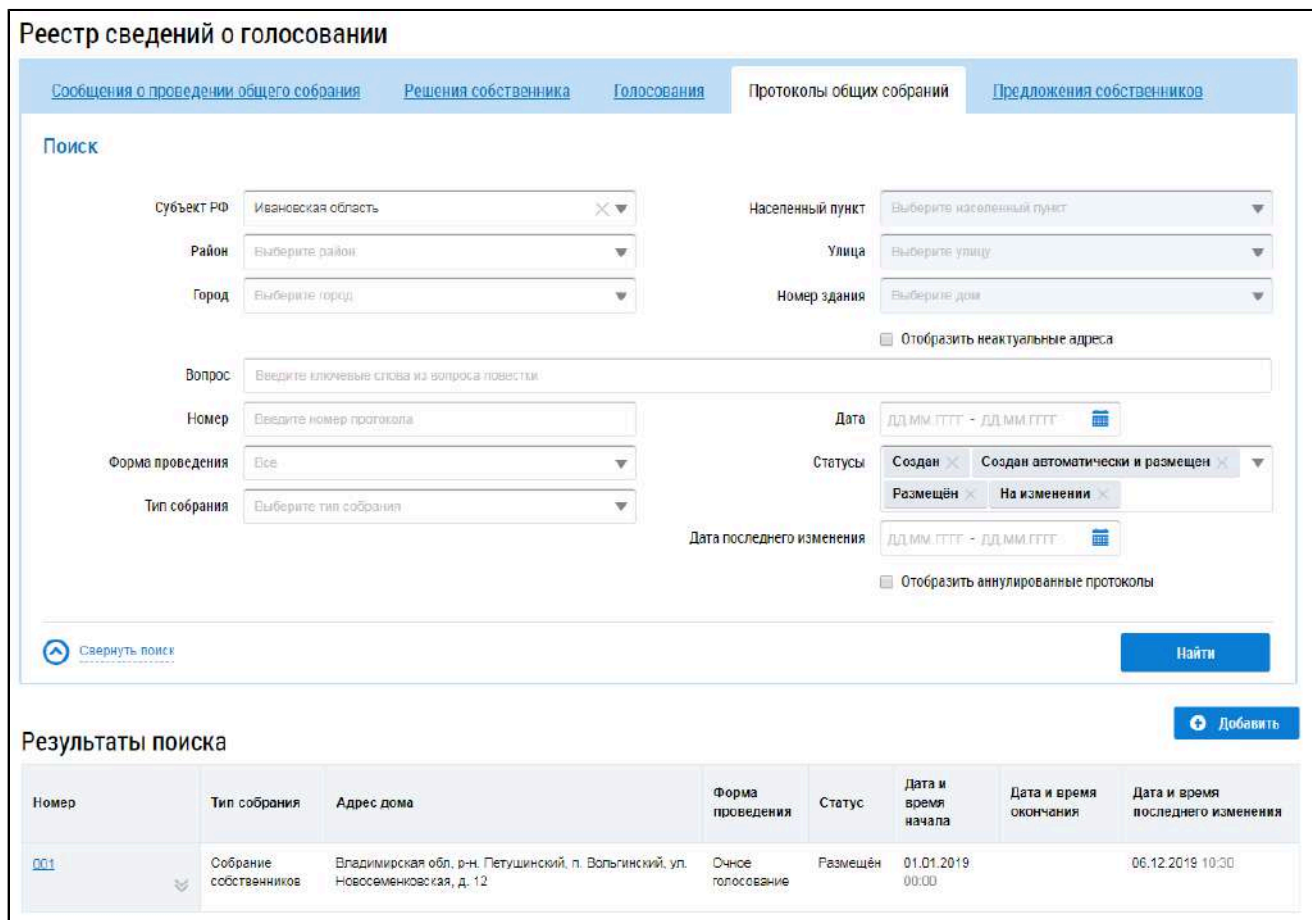 Реестр сведений о голосовании
Сообщения о проведении общего собрания Решения собственника Голосования Протоколы общих собраний Предложения собственников
Поиск
Субъект РФ Ивановская область Населенный пункт Выберите населенный пункт
Район Выберите район Улица Выберите улицу
Город Выберите город Номер здания Выберите дом
Отобразить неактуальные адреса
Вопрос Введите ключевые слова из вопроса повестки
Номер Введите номер протокола Дата ДД.ММ.ГГГГ - ДД.ММ.ГГГГ
Форма проведения Все Статусы Создан Создан автоматически и размещен
Размещён На изменении
Тип собрания Выберите тип собрания
Дата последнего изменения ДД.ММ.ГГГГ - ДД.ММ.ГГГГ
Отобразить аннулированные протоколы
Свернуть поиск Найти
Добавить
Результаты поиска
Номер Тип собрания Адрес дома Форма проведения Статус Дата и время начала Дата и время окончания Дата и время последнего изменения
001 Собрание собственников Владимирская обл, р-н. Петушинский, п. Вольгинский, ул. Новосеменковская, д. 12 Очное голосование Размещён 01.01.2019 00:00 06.12.2019 10:30